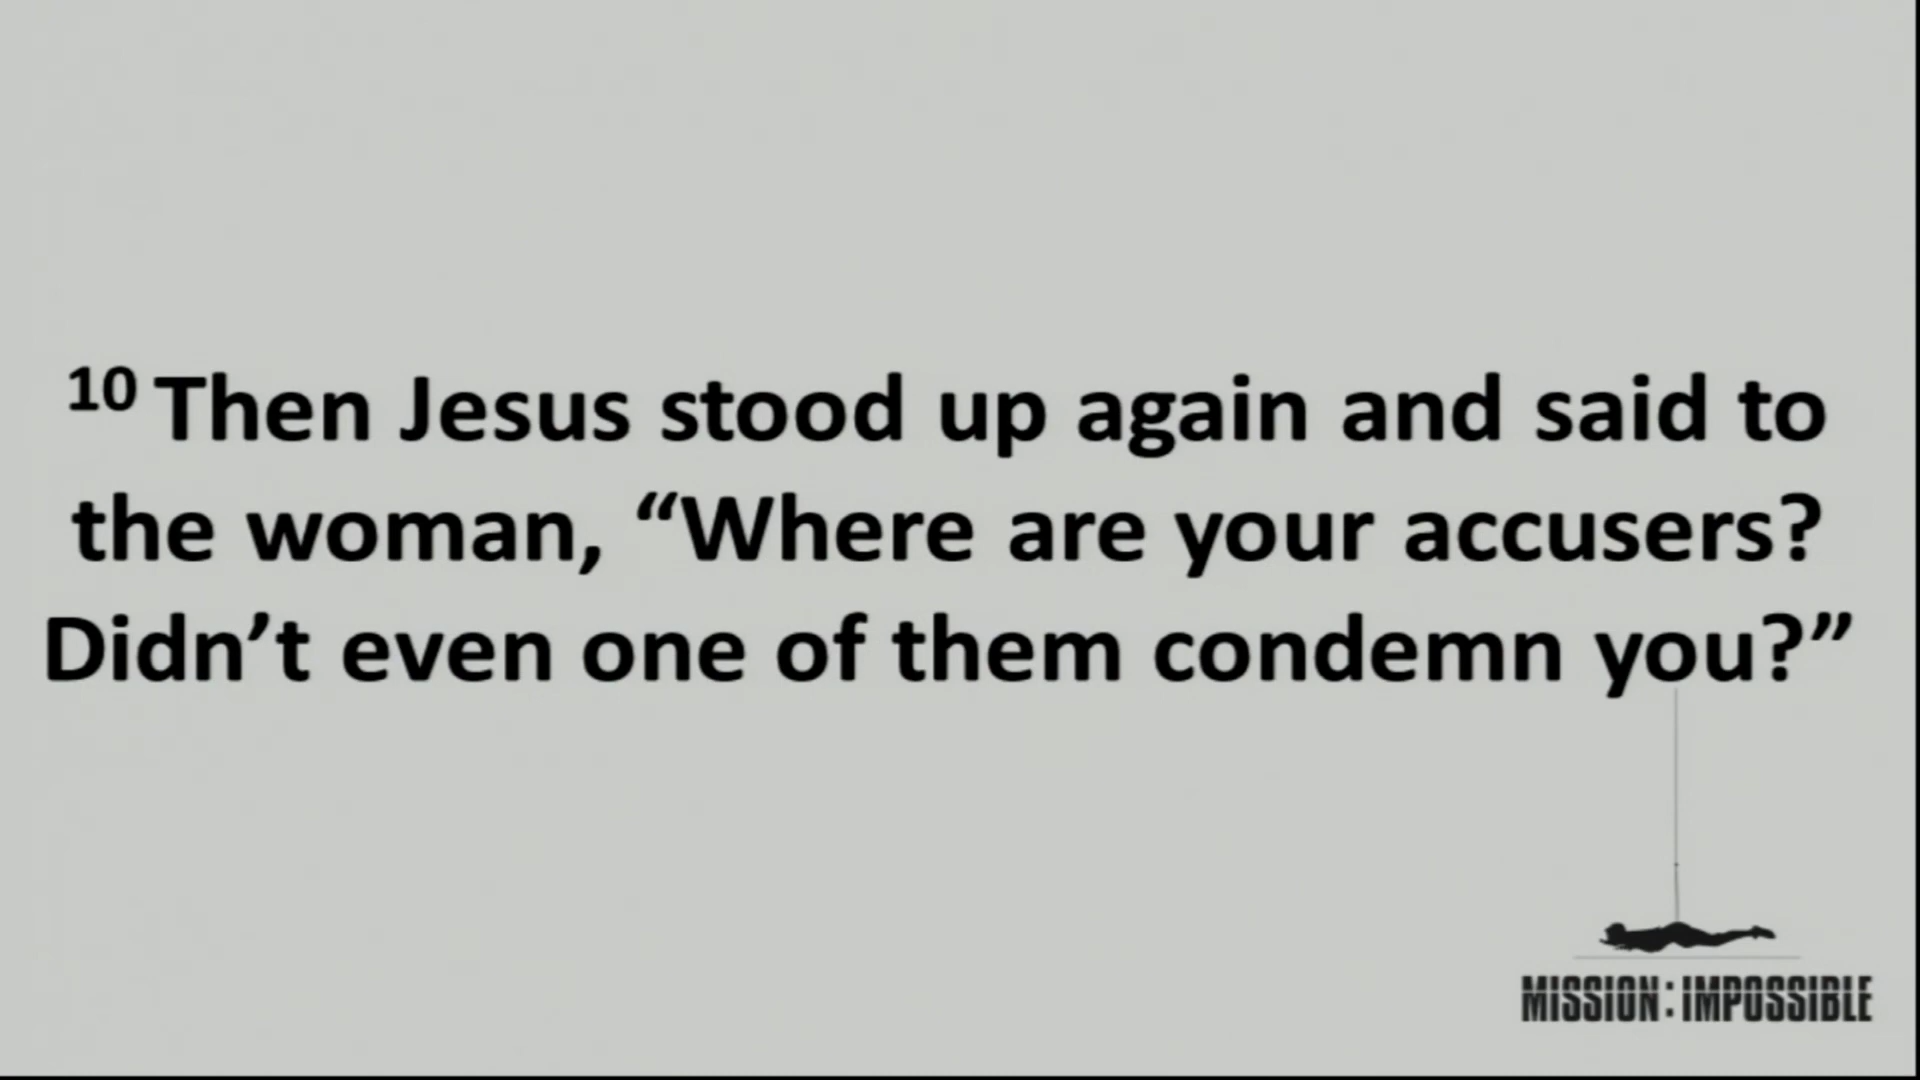 10 Then Jesus stood up again and said to
the woman, “Where are your accusers?
Didn’t even one of them condemn you?”
MISSION:IMPOSSIBLE